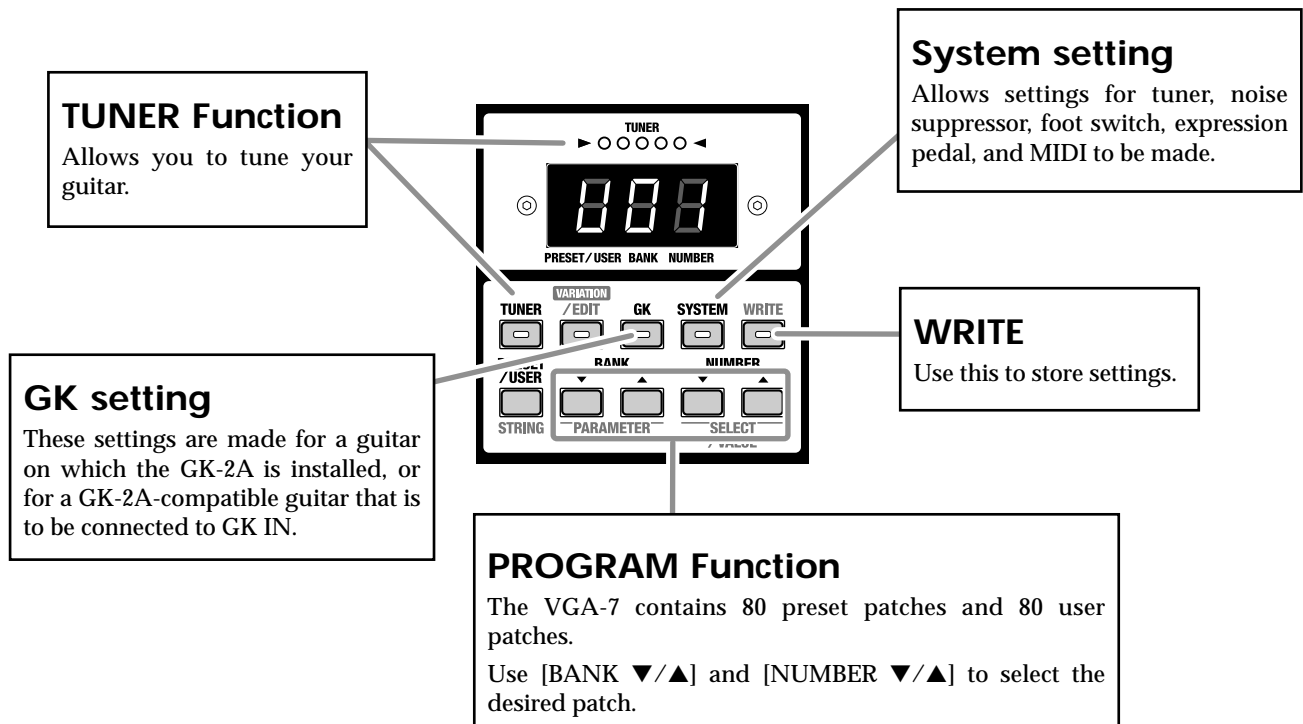 System setting
Allows settings for tuner, noise
suppressor, foot switch, expression
pedal, and MIDI to be made.
TUNER Function
Allows you to tune your
guitar.
TUNER
PRESET/USER BANK NUMBER
TUNER
VARIATION
/EDIT
GK
SYSTEM
WRITE
/USER
BANK
NUMBER
STRING
PARAMETER
SELECT
/VALUE
WRITE
Use this to store settings.
GK setting
These settings are made for a guitar
on which the GK-2A is installed, or
for a GK-2A-compatible guitar that is
to be connected to GK IN.
PROGRAM Function
The VGA-7 contains 80 preset patches and 80 user
patches.
Use [BANK ▼/▲] and [NUMBER ▼/▲] to select the
desired patch.